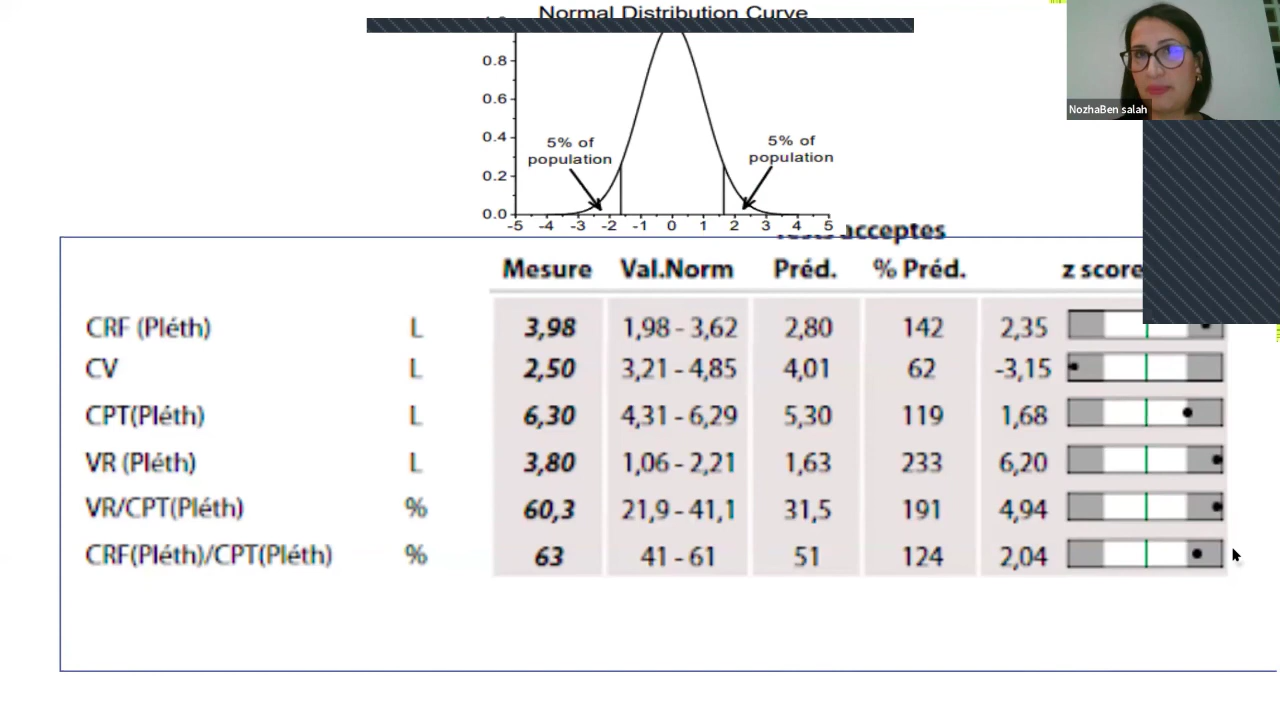 Normal Distribution Curve
NozhaBen salah
0.8
0.6
0.4
0.2
0.0
5% of
population
5% of
population
-5 -4 -3 -2 -1 0 1 2 3 4 5
acceptes
Mesure Val.Norm Préd. % Préd. z score
CRF (Pléth) L 3,98 1,98 - 3,62 2,80 142 2,35
CV L 2,50 3,21 - 4,85 4,01 62 -3,15
CPT(Pléth) L 6,30 4,31 - 6,29 5,30 119 1,68
VR (Pléth) L 3,80 1,06 - 2,21 1,63 233 6,20
VR/CPT(Pléth) % 60,3 21,9 - 41,1 31,5 191 4,94
CRF(Pléth)/CPT(Pléth) % 63 41 - 61 51 124 2,04